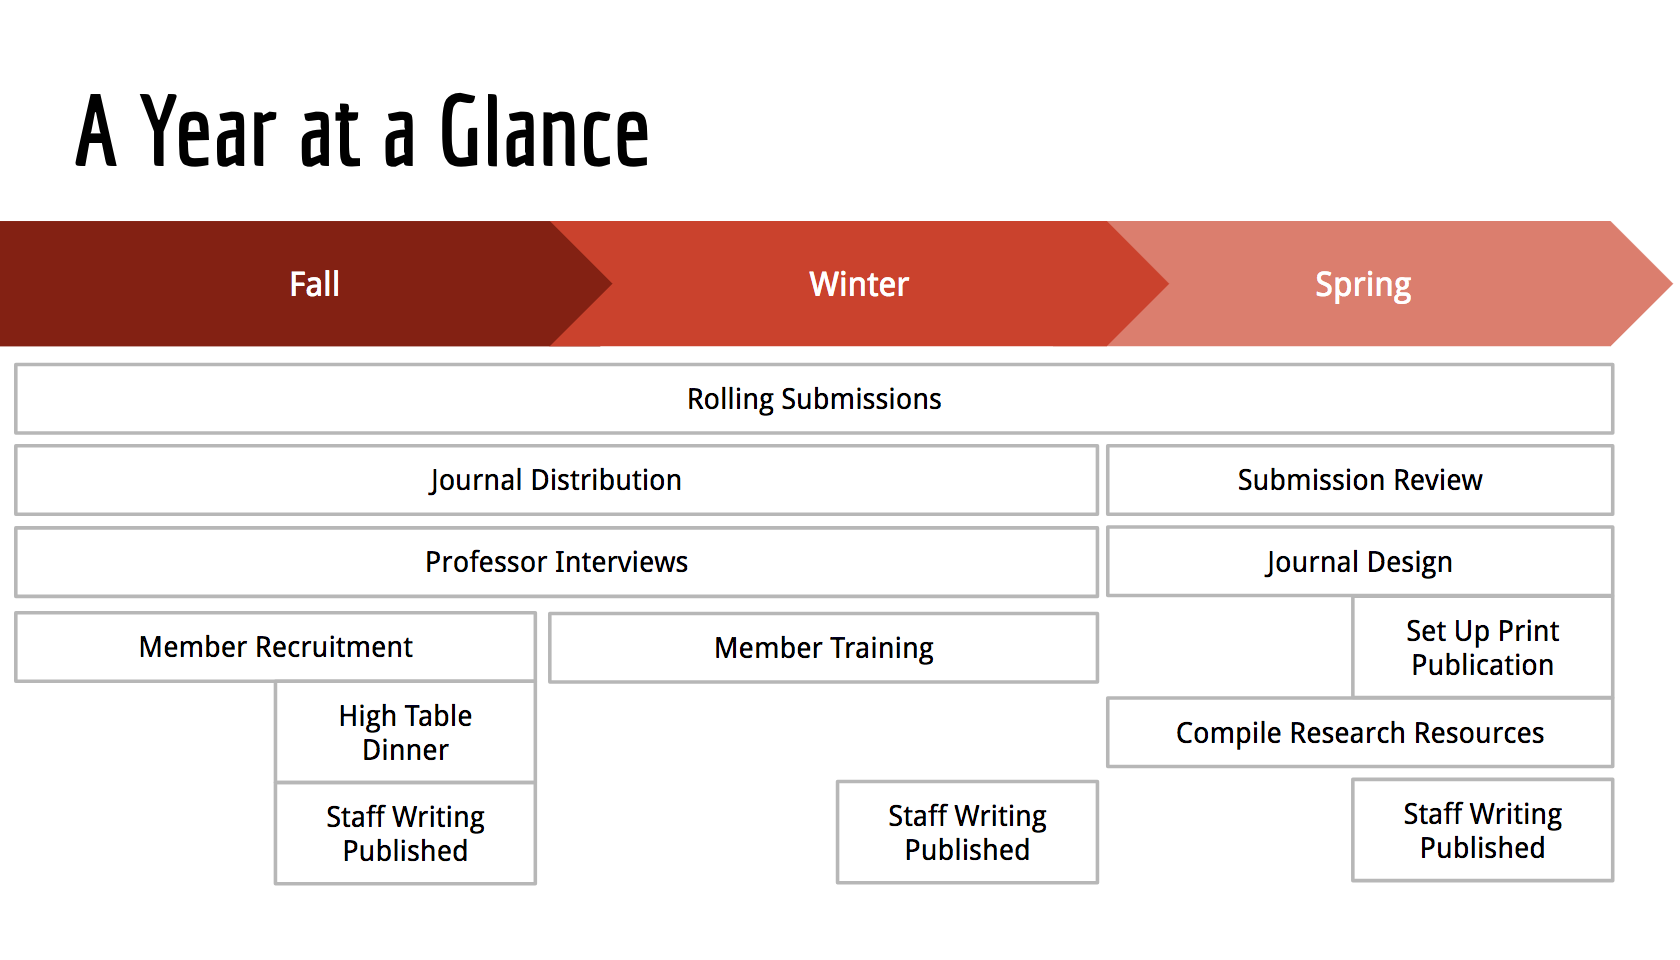 A Year at a Glance
Fall
Winter
Spring
Rolling Submissions
Journal Distribution
Submission Review
Professor Interviews
Journal Design
Member Recruitment
Member Training
Set Up Print
Publication
High Table
Dinner
Compile Research Resources
Staff Writing
Published
Staff Writing
Published
Staff Writing
Published